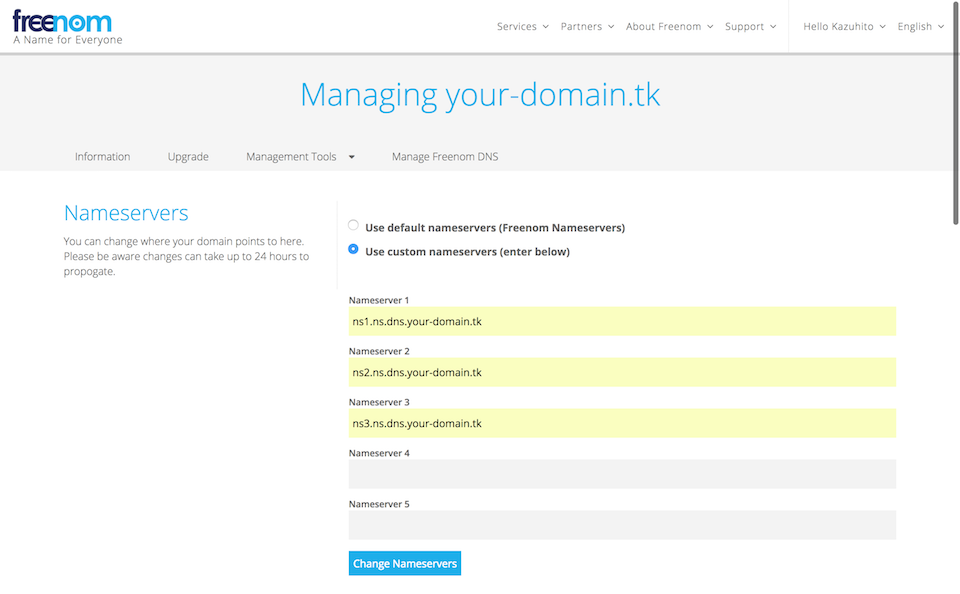 freenom
A Name for Everyone
Services Partners About Freenom Support Hello Kazuhito English
Managing your-domain.tk
Information Upgrade Management Tools Manage Freenom DNS
Nameservers
You can change where your domain points to here.
Please be aware changes can take up to 24 hours to
propogate.
Use default nameservers (Freenom Nameservers)
Use custom nameservers (enter below)
Nameserver 1
ns1.ns.dns.your-domain.tk
Nameserver 2
ns2.ns.dns.your-domain.tk
Nameserver 3
ns3.ns.dns.your-domain.tk
Nameserver 4
Nameserver 5
Change Nameservers